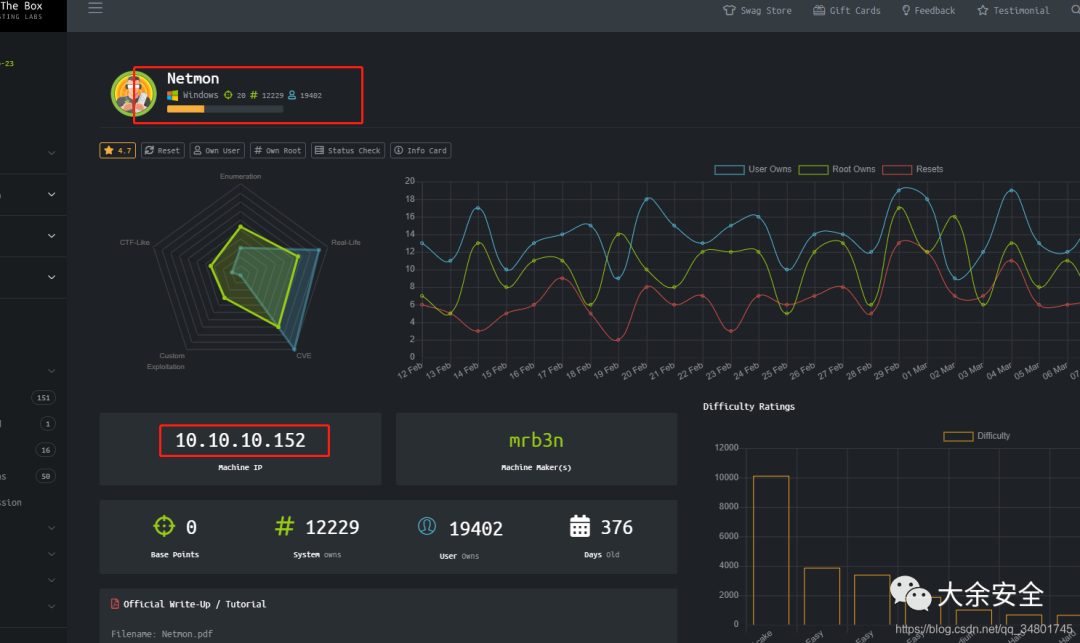 The Box
STING LABS
Swag Store Gift Cards Feedback Testimonial
-23
Netmon
Windows 20 12229 19402
4.7 Reset Own User # Own Root Status Check Info Card
Enumeration
CTF-Like
Real-Life
Custom
Exploitation
CVE
User Owns Root Owns Resets
20
18
16
14
12
10
8
6
4
2
0
12 Feb 13 Feb 14 Feb 15 Feb 16 Feb 17 Feb 18 Feb 19 Feb 20 Feb 21 Feb 22 Feb 23 Feb 24 Feb 25 Feb 26 Feb 27 Feb 28 Feb 29 Feb 01 Mar 02 Mar 03 Mar 04 Mar 05 Mar 06 Mar 07
151
1
16
50
ssion
10.10.10.152
Machine IP
mrb3n
Machine Maker(s)
0
Base Points
# 12229
System owns
19402
User Owns
376
Days Old
Official Write-Up / Tutorial
Filename: Netmon.pdf
Difficulty Ratings
Difficulty
12000
10000
8000
6000
4000
2000
0
cake Easy Easy Easy
大余安全
https://blog.csdn.net/qq_34801745